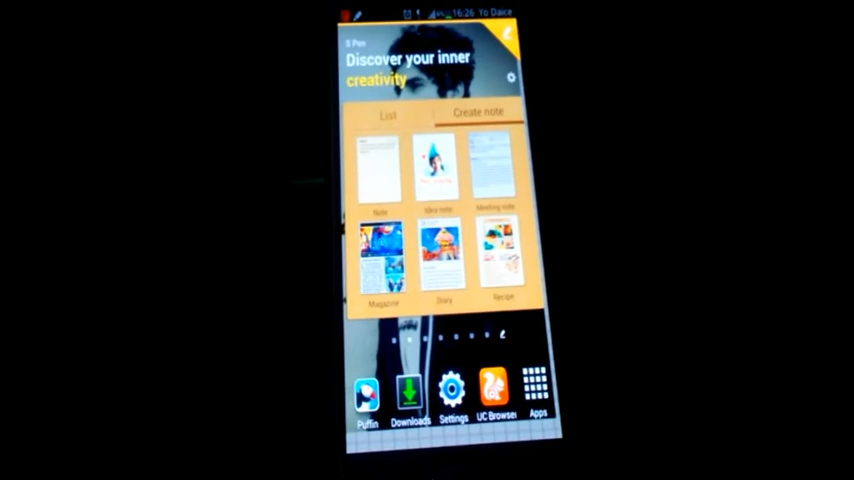 16:26 Yo Daice
S Pen
Discover your inner
creativity
List
Create note
Note
Idea note
Meeting note
Magazine
Diary
Recipe
Puffin
Downloads
Settings
UC Browser
Apps